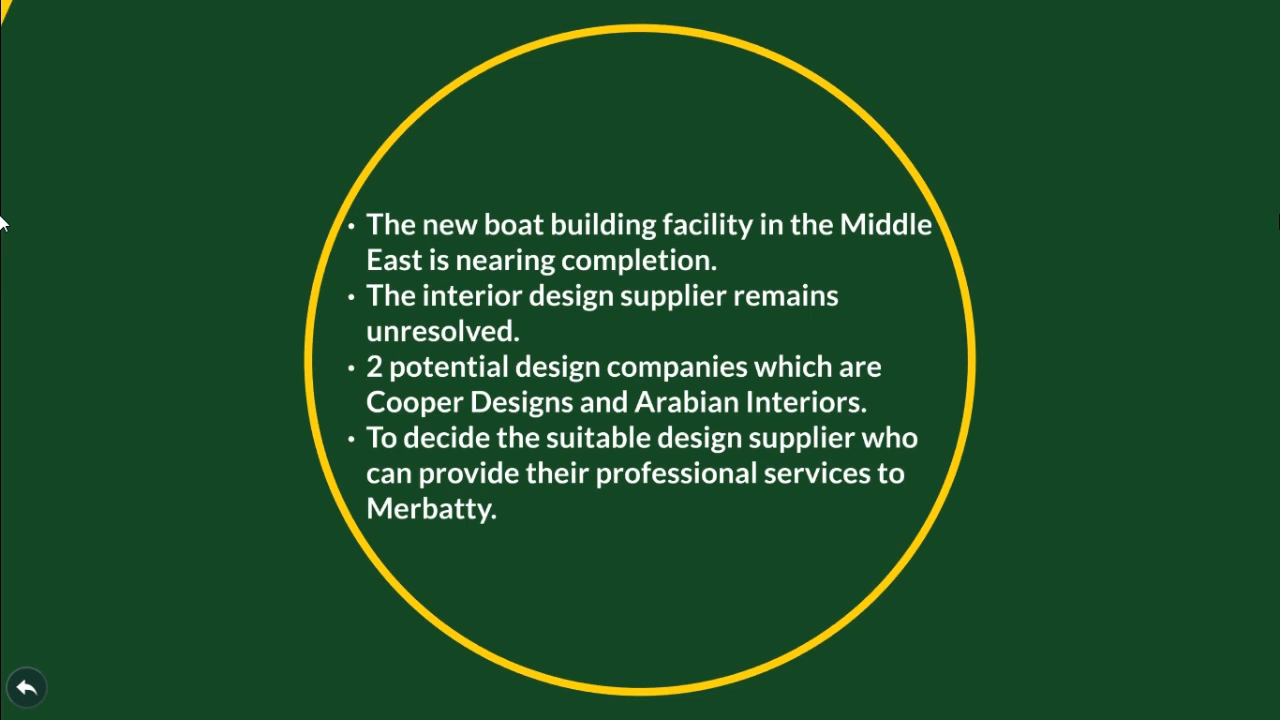 • The new boat building facility in the Middle
East is nearing completion.
• The interior design supplier remains
unresolved.
• 2 potential design companies which are
Cooper Designs and Arabian Interiors.
• To decide the suitable design supplier who
can provide their professional services to
Merbatty.